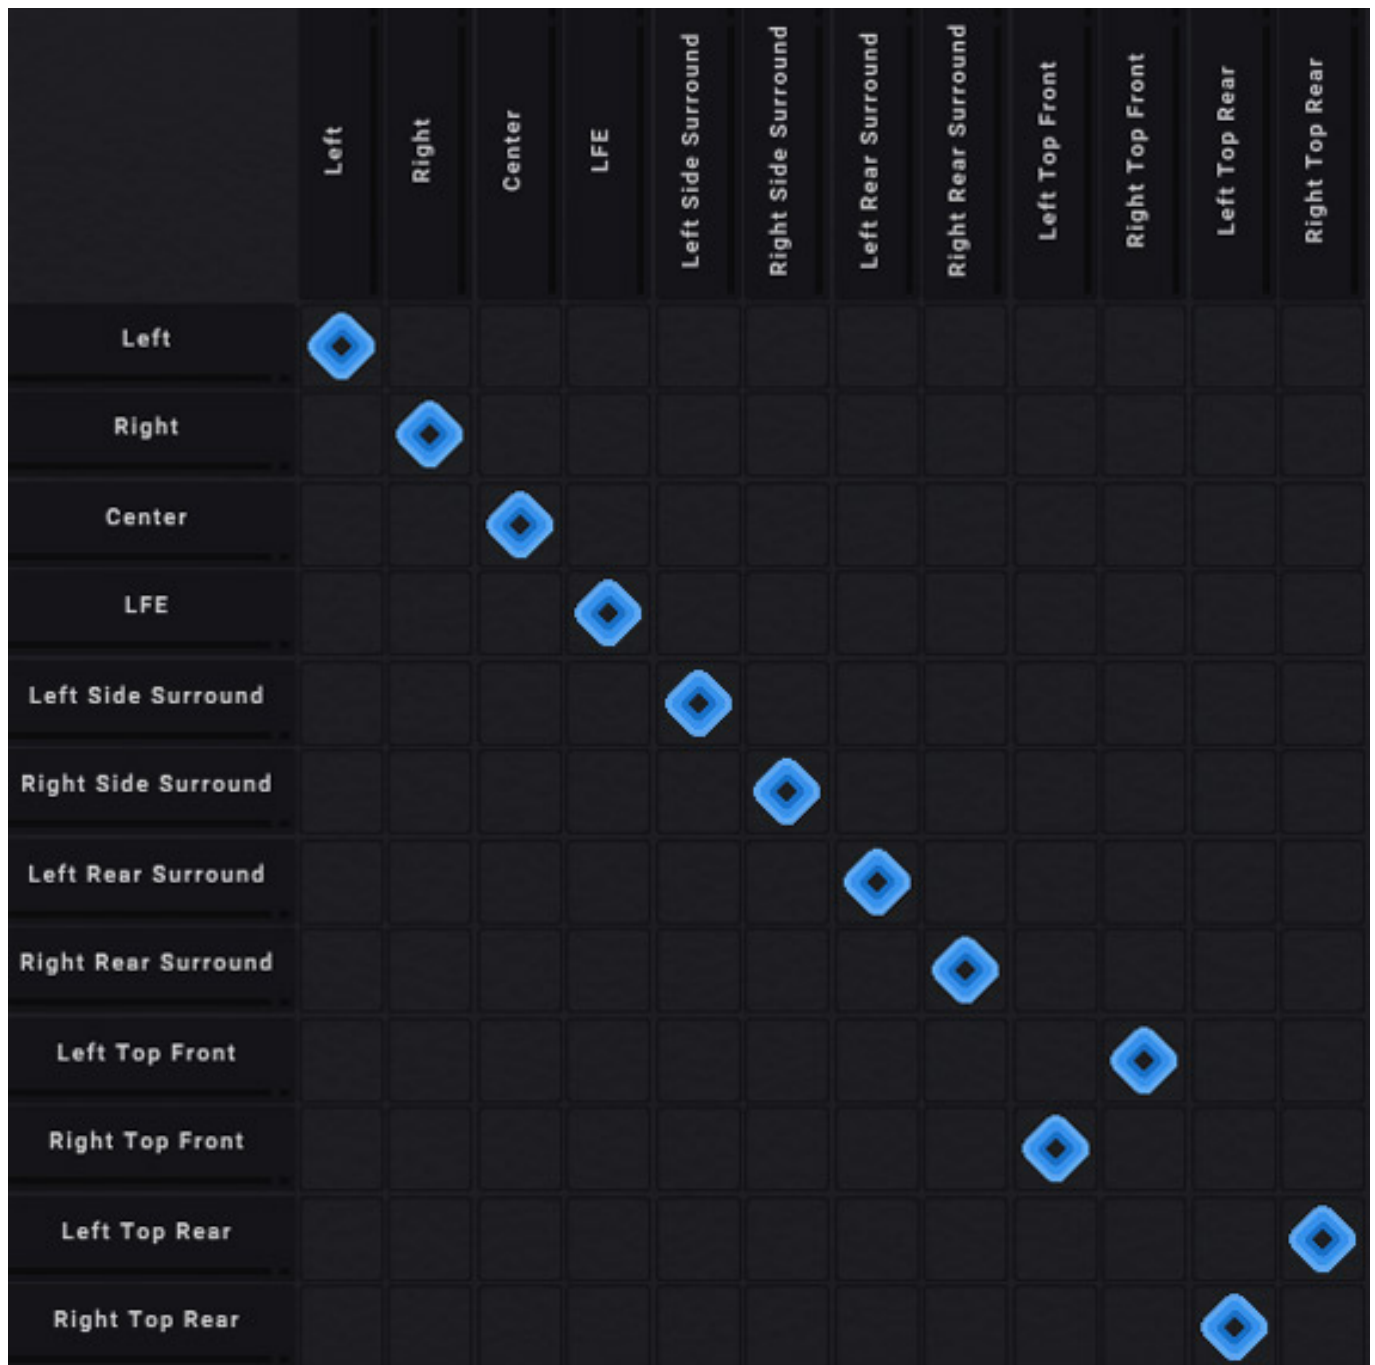 Left
Right
Center
LFE
Left Side Surround
Right Side Surround
Left Rear Surround
Right Rear Surround
Left Top Front
Right Top Front
Left Top Rear
Right Top Rear
Left
Right
Center
LFE
Left Side Surround
Right Side Surround
Left Rear Surround
Right Rear Surround
Left Top Front
Right Top Front
Left Top Rear
Right Top Rear